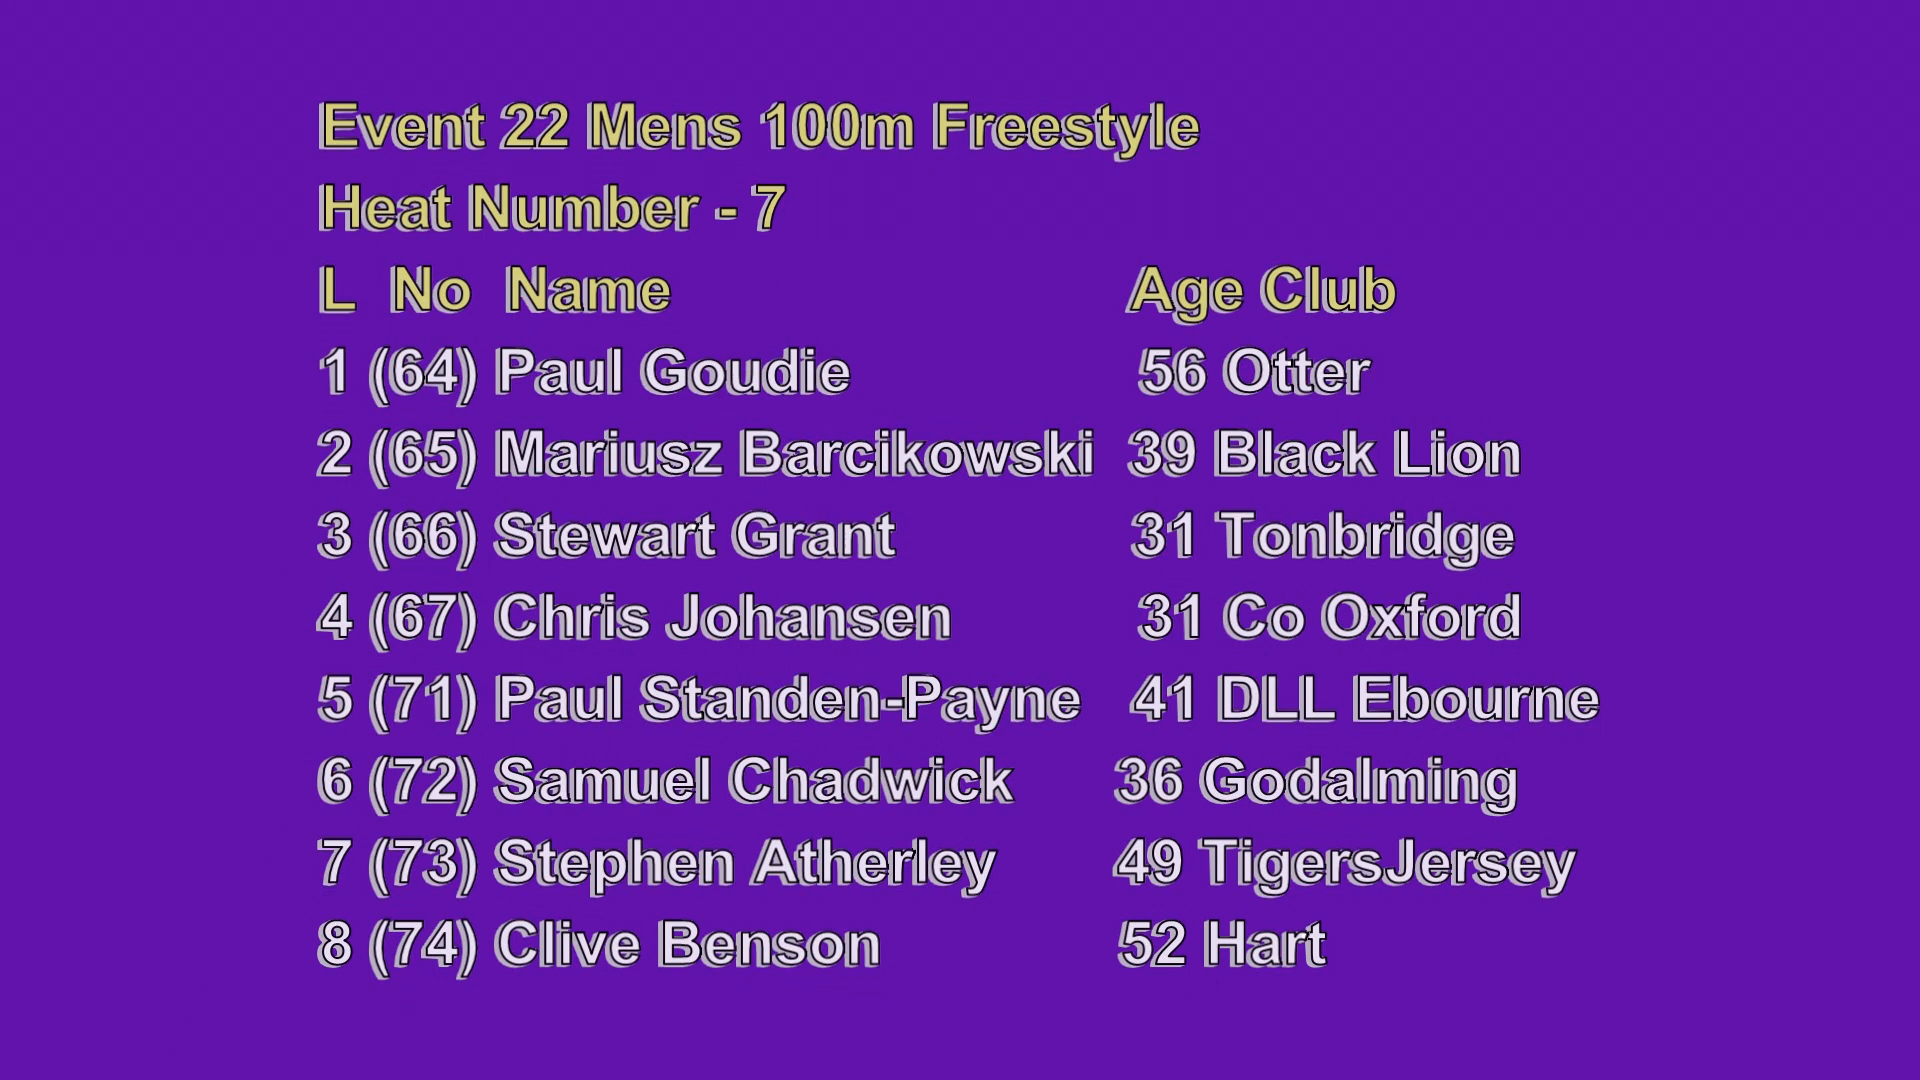 Event 22 Mens 100m Freestyle
Heat Number - 7
L No Name Age Club
1 (64) Paul Goudie 56 Otter
2 (65) Mariusz Barcikowski 39 Black Lion
3 (66) Stewart Grant 31 Tonbridge
4 (67) Chris Johansen 31 Co Oxford
5 (71) Paul Standen-Payne 41 DLL Ebourne
6 (72) Samuel Chadwick 36 Godalming
7 (73) Stephen Atherley 49 TigersJersey
8 (74) Clive Benson 52 Hart